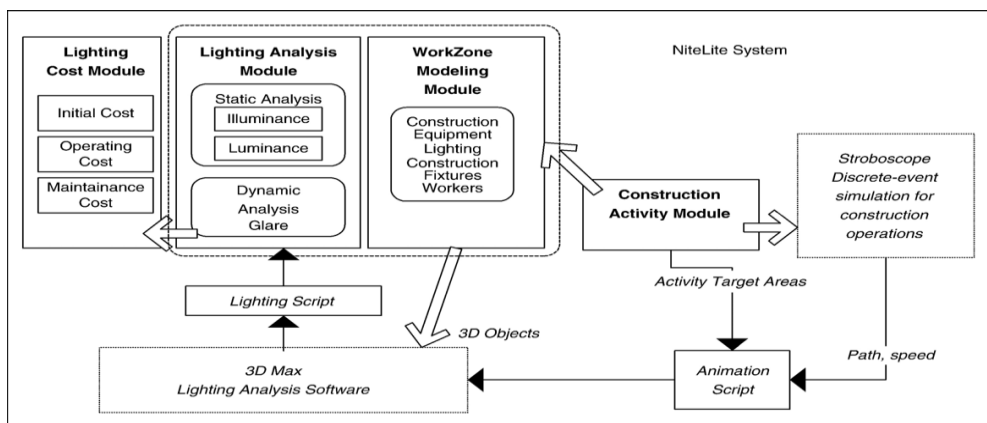 Lighting
Cost Module
Initial Cost
Operating
Cost
Maintainance
Cost
Lighting Analysis
Module
Static Analysis
Illuminance
Luminance
Dynamic
Analysis
Glare
WorkZone
Modeling
Module
Construction
Equipment
Lighting
Construction
Fixtures
Workers
NiteLite System
Construction
Activity Module
Stroboscope
Discrete-event
simulation for
construction
operations
Activity Target Areas
Lighting Script
3D Objects
Path, speed
3D Max
Lighting Analysis Software
Animation
Script